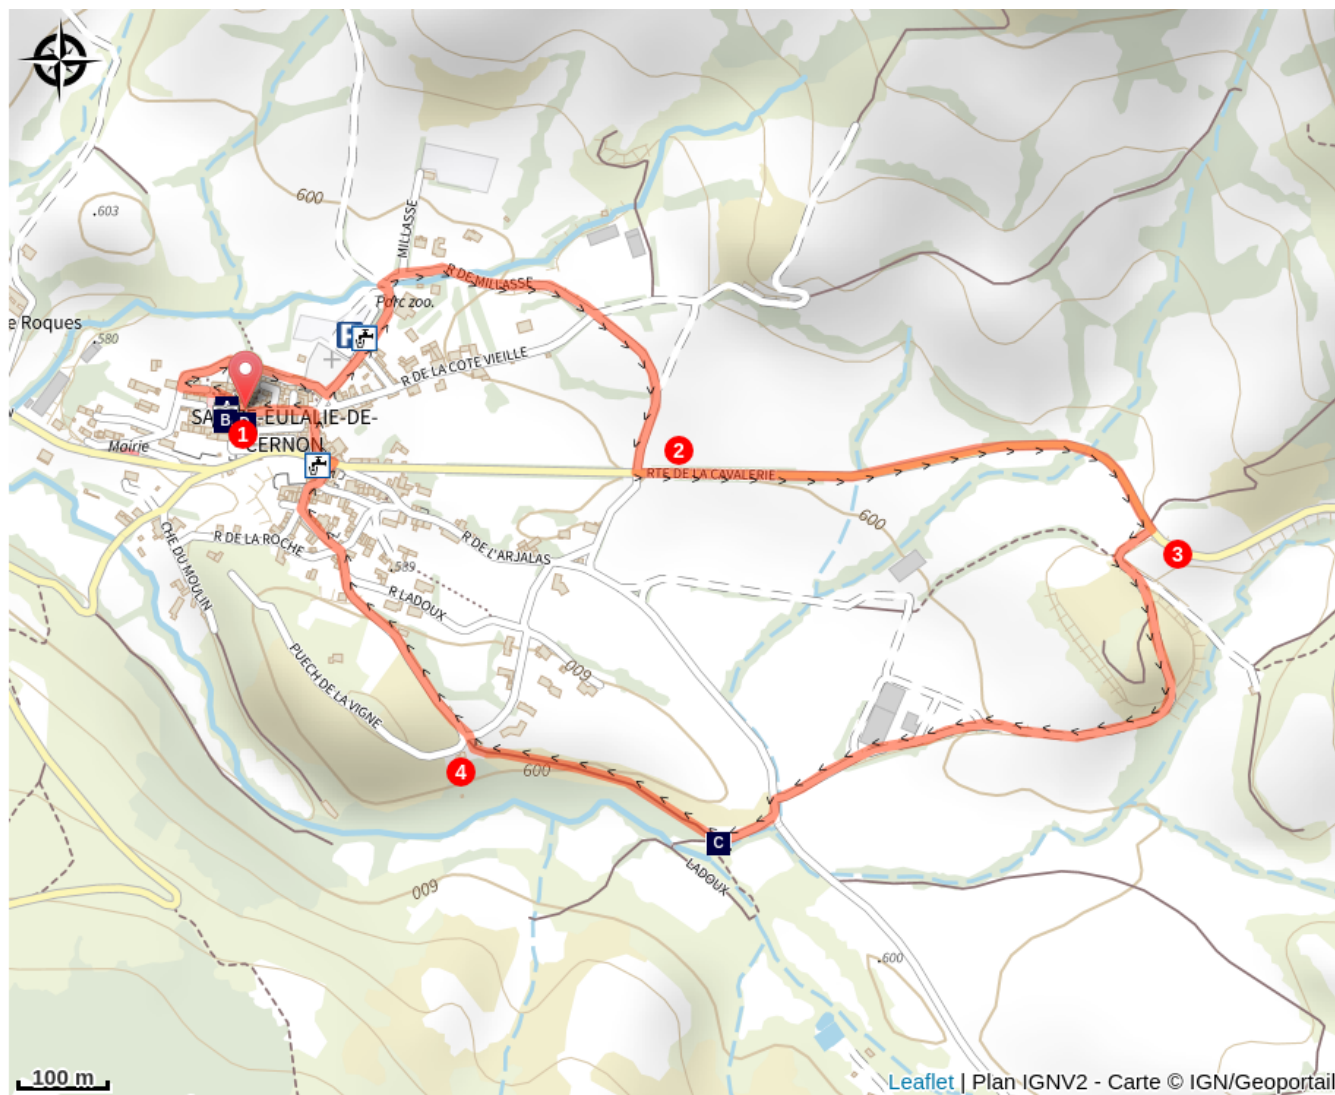 600
.603
MILLASSE
R DE MILLASSE
Parc zoo.
e Roques
.580
P
R DE LA COTE VIEILLE
A
B
D
SAINTE-EULALIE-DE-
CERNON
1
Mairie
2
RTE DE LA CAVALERIE
600
3
R DE LA ROCHE
R DE L'ARJALAS
CHE DU MOULIN
.589
R LADOUX
PUECH DE LA VIGNE
600
4
600
C
LADOUX
600
.600
100 m
Leaflet | Plan IGNV2 - Carte © IGN/Geoportail